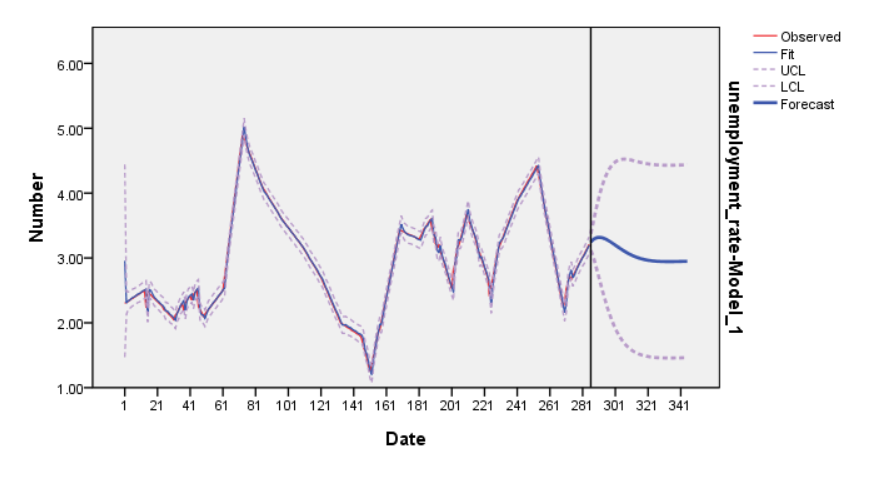 Observed
Fit
UCL
LCL
Forecast
6.00
5.00
4.00
3.00
2.00
1.00
Number
1 21 41 61 81 101 121 141 161 181 201 221 241 261 281 301 321 341
Date
unemployment_rate-Model_1